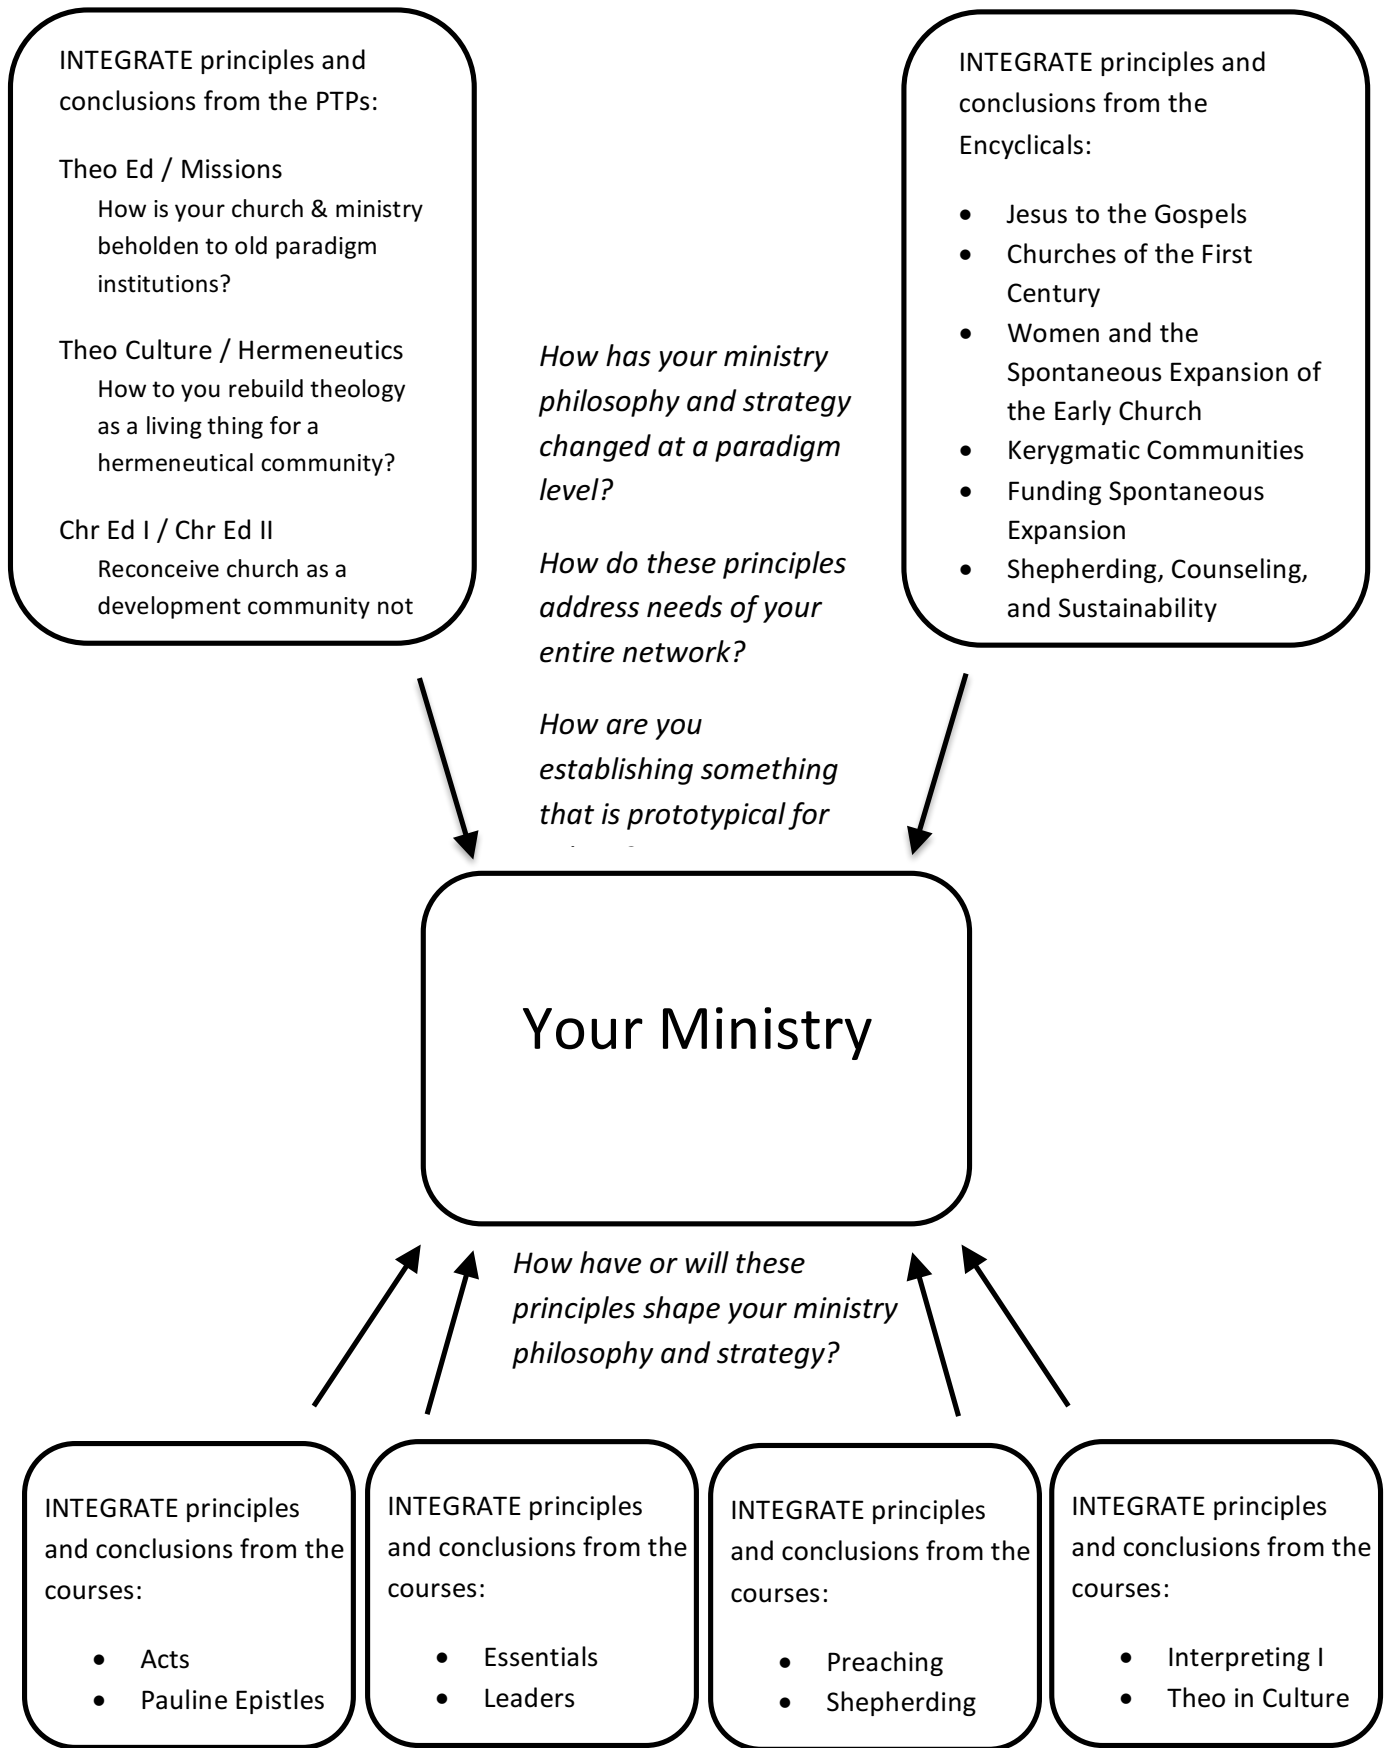 INTEGRATE principles and
conclusions from the PTPs:
Theo Ed / Missions
How is your church & ministry
beholden to old paradigm
institutions?
Theo Culture / Hermeneutics
How to you rebuild theology
as a living thing for a
hermeneutical community?
Chr Ed I / Chr Ed II
Reconceive church as a
development community not
INTEGRATE principles and
conclusions from the
Encyclicals:
• Jesus to the Gospels
• Churches of the First
Century
• Women and the
Spontaneous Expansion of
the Early Church
• Kerygmatic Communities
• Funding Spontaneous
Expansion
• Shepherding, Counseling,
and Sustainability
How has your ministry
philosophy and strategy
changed at a paradigm
level?
How do these principles
address needs of your
entire network?
How are you
establishing something
that is prototypical for
Your Ministry
How have or will these
principles shape your ministry
philosophy and strategy?
INTEGRATE principles
and conclusions from the
courses:
• Acts
• Pauline Epistles
INTEGRATE principles
and conclusions from the
courses:
• Essentials
• Leaders
INTEGRATE principles
and conclusions from the
courses:
• Preaching
• Shepherding
INTEGRATE principles
and conclusions from the
courses:
• Interpreting I
• Theo in Culture